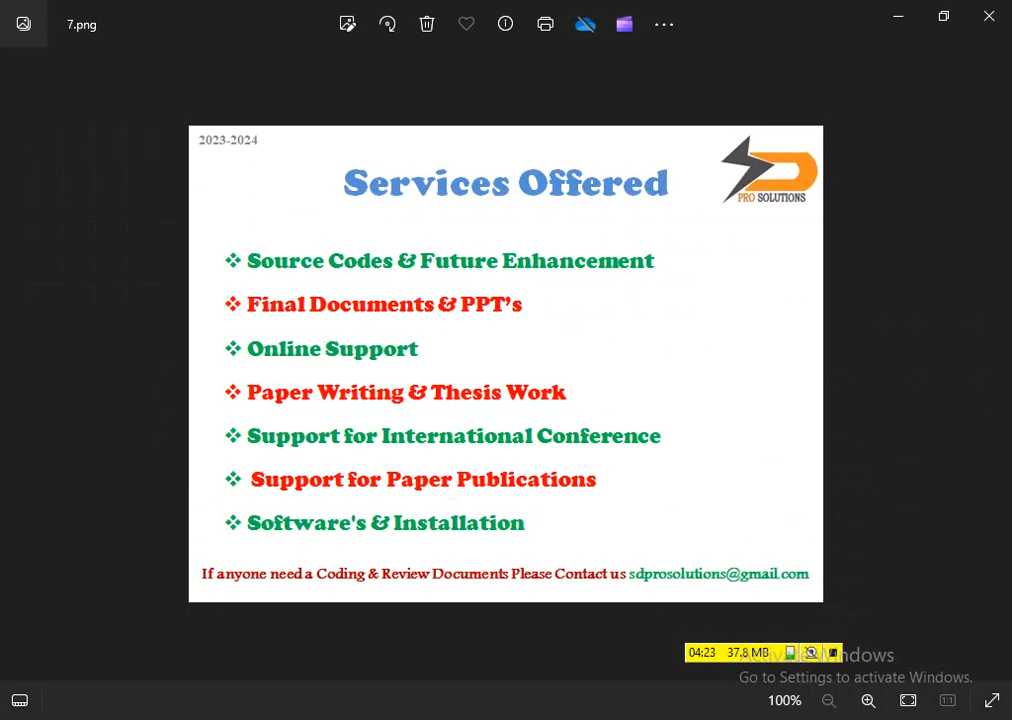 7.png
2023-2024
Services Offered
PRO SOLUTIONS
Source Codes & Future Enhancement
Final Documents & PPT's
Online Support
Paper Writing & Thesis Work
Support for International Conference
Support for Paper Publications
Software's & Installation
If anyone need a Coding & Review Documents Please Contact us sdprosolutions@gmail.com
04:23 37.8 MB
Activate Windows
Go to Settings to activate Windows.
100%
1:1